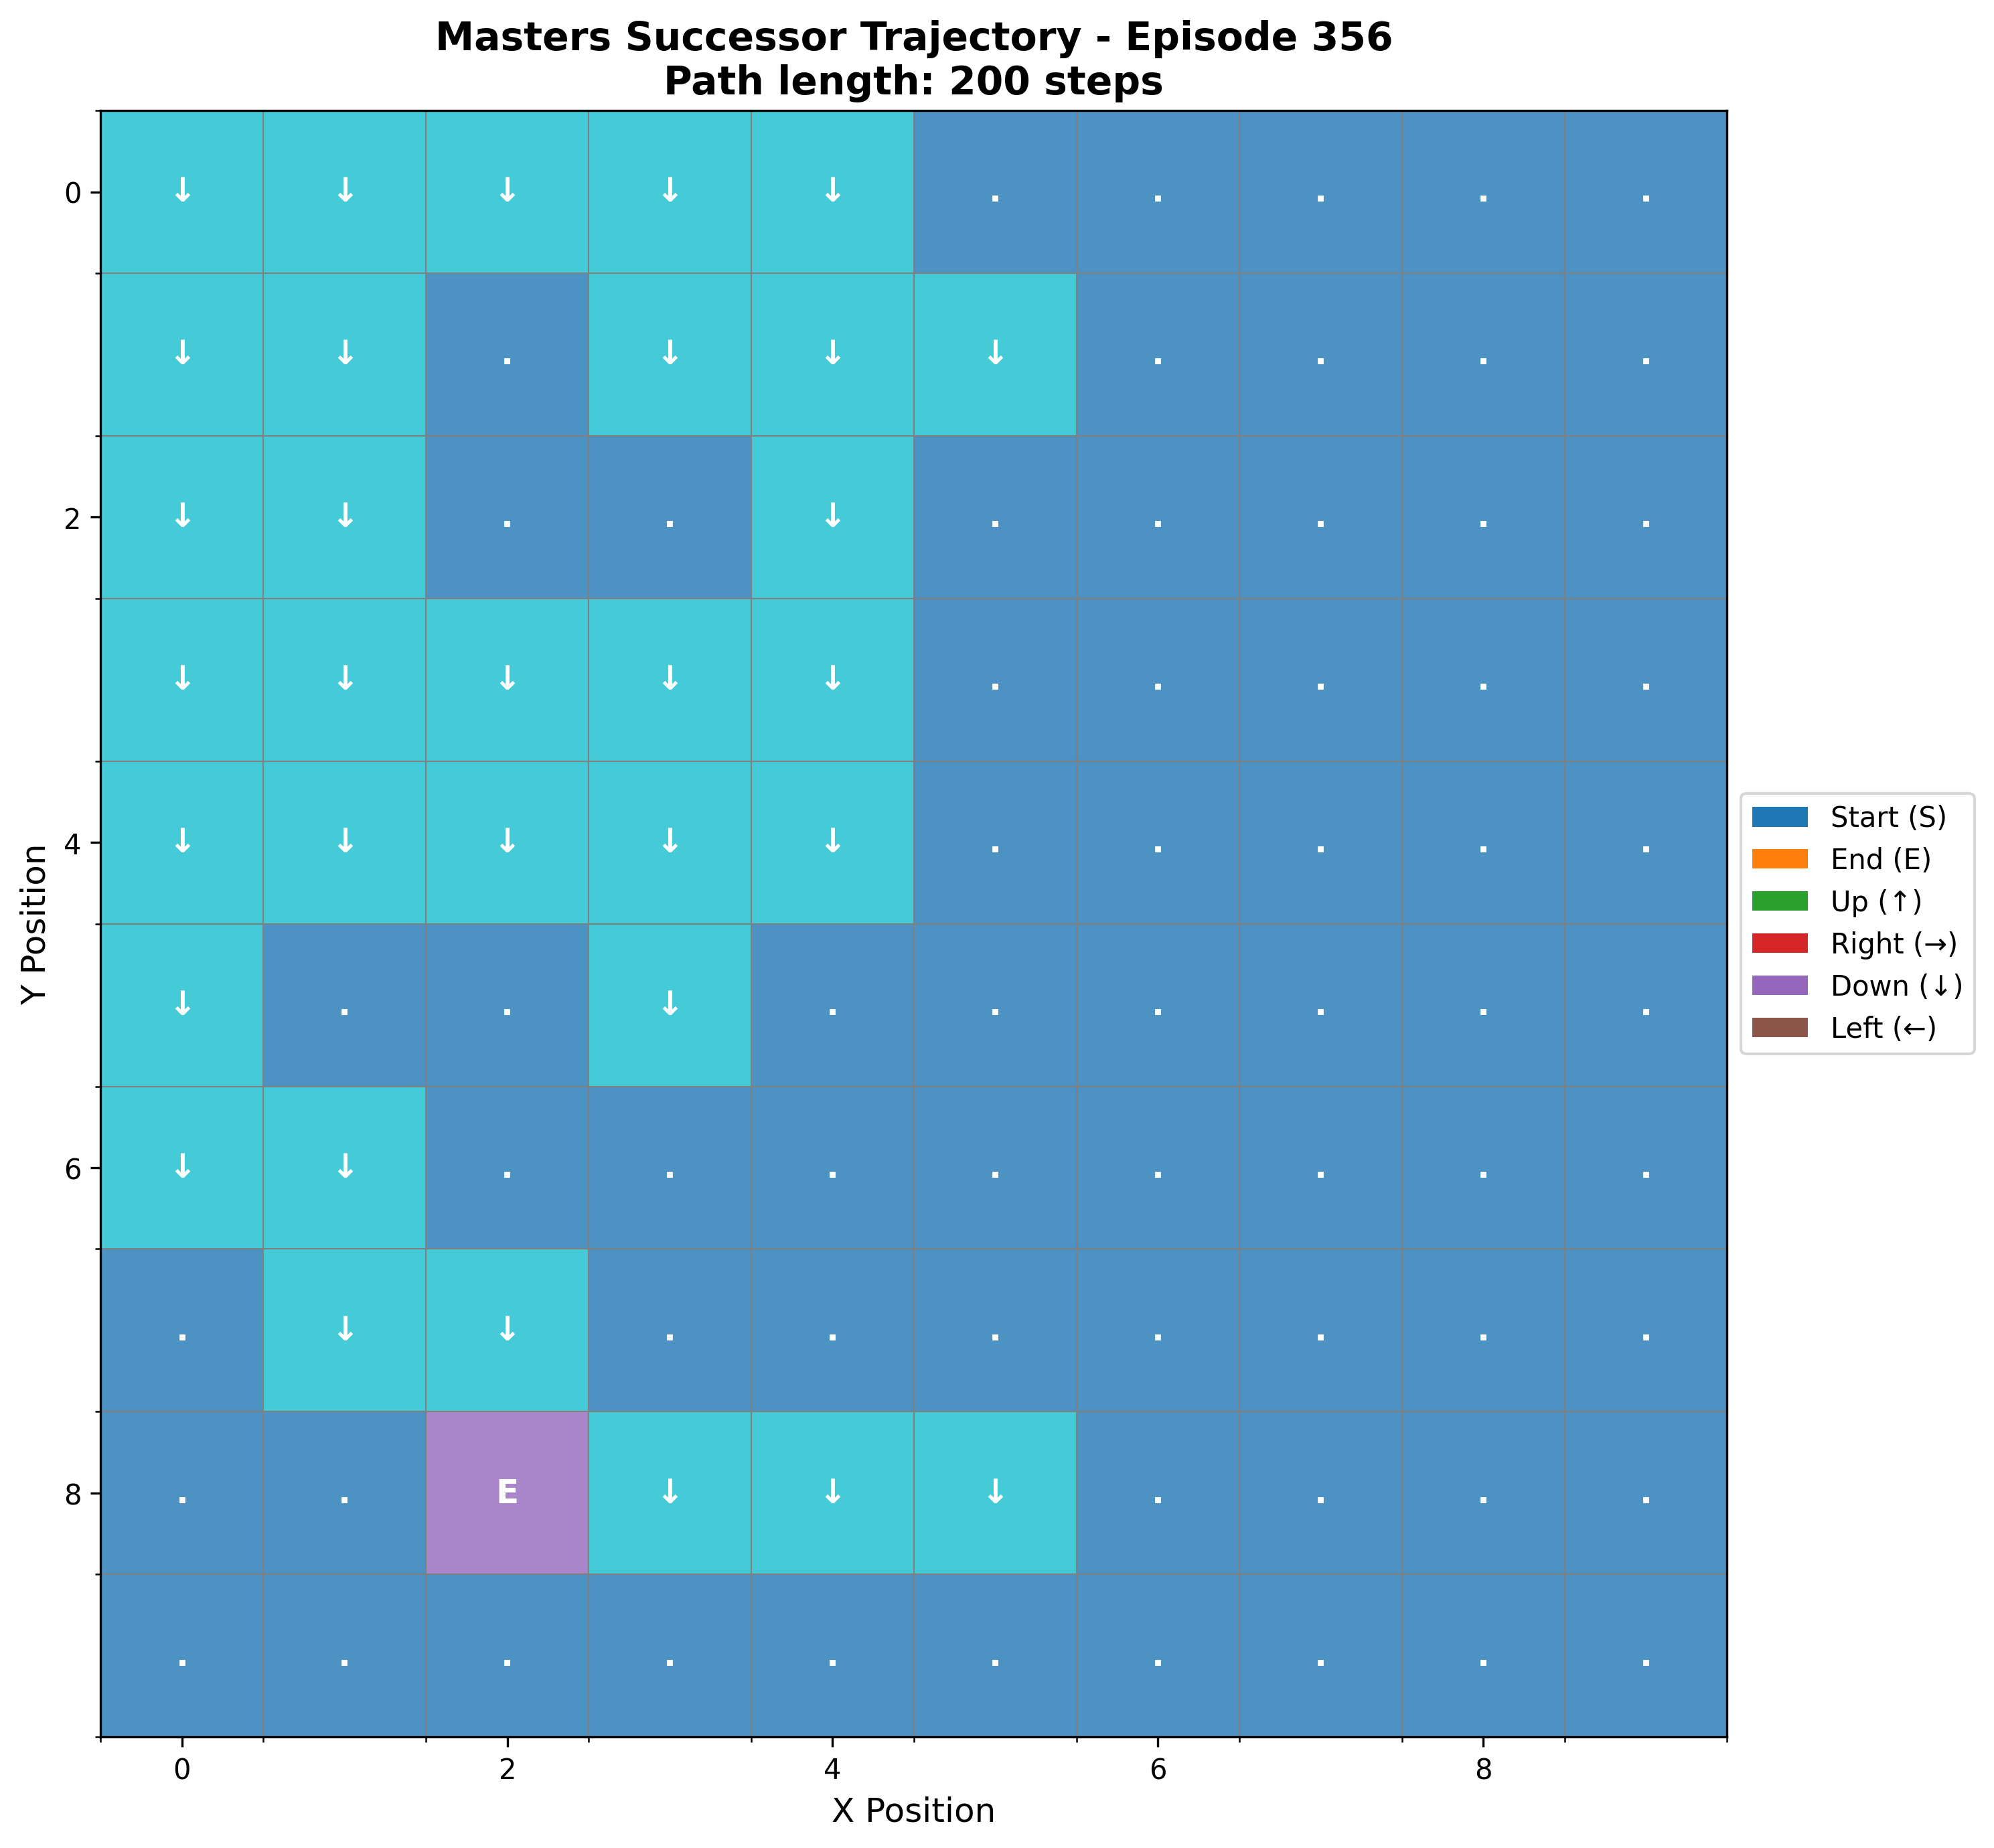 Masters Successor Trajectory - Episode 356
Path length: 200 steps
0 ↓ ↓ ↓ ↓ ↓ . . . . .
↓ ↓ . ↓ ↓ ↓ . . . .
2 ↓ ↓ . . ↓ . . . . .
↓ ↓ ↓ ↓ ↓ . . . . .
4 ↓ ↓ ↓ ↓ ↓ . . . . .
↓ . . ↓ . . . . . .
6 ↓ ↓ . . . . . . . .
. ↓ ↓ . . . . . . .
8 . . E ↓ ↓ ↓ . . . .
. . . . . . . . . .
0 2 4 6 8
X Position
Y Position
Start (S)
End (E)
Up (↑)
Right (→)
Down (↓)
Left (←)